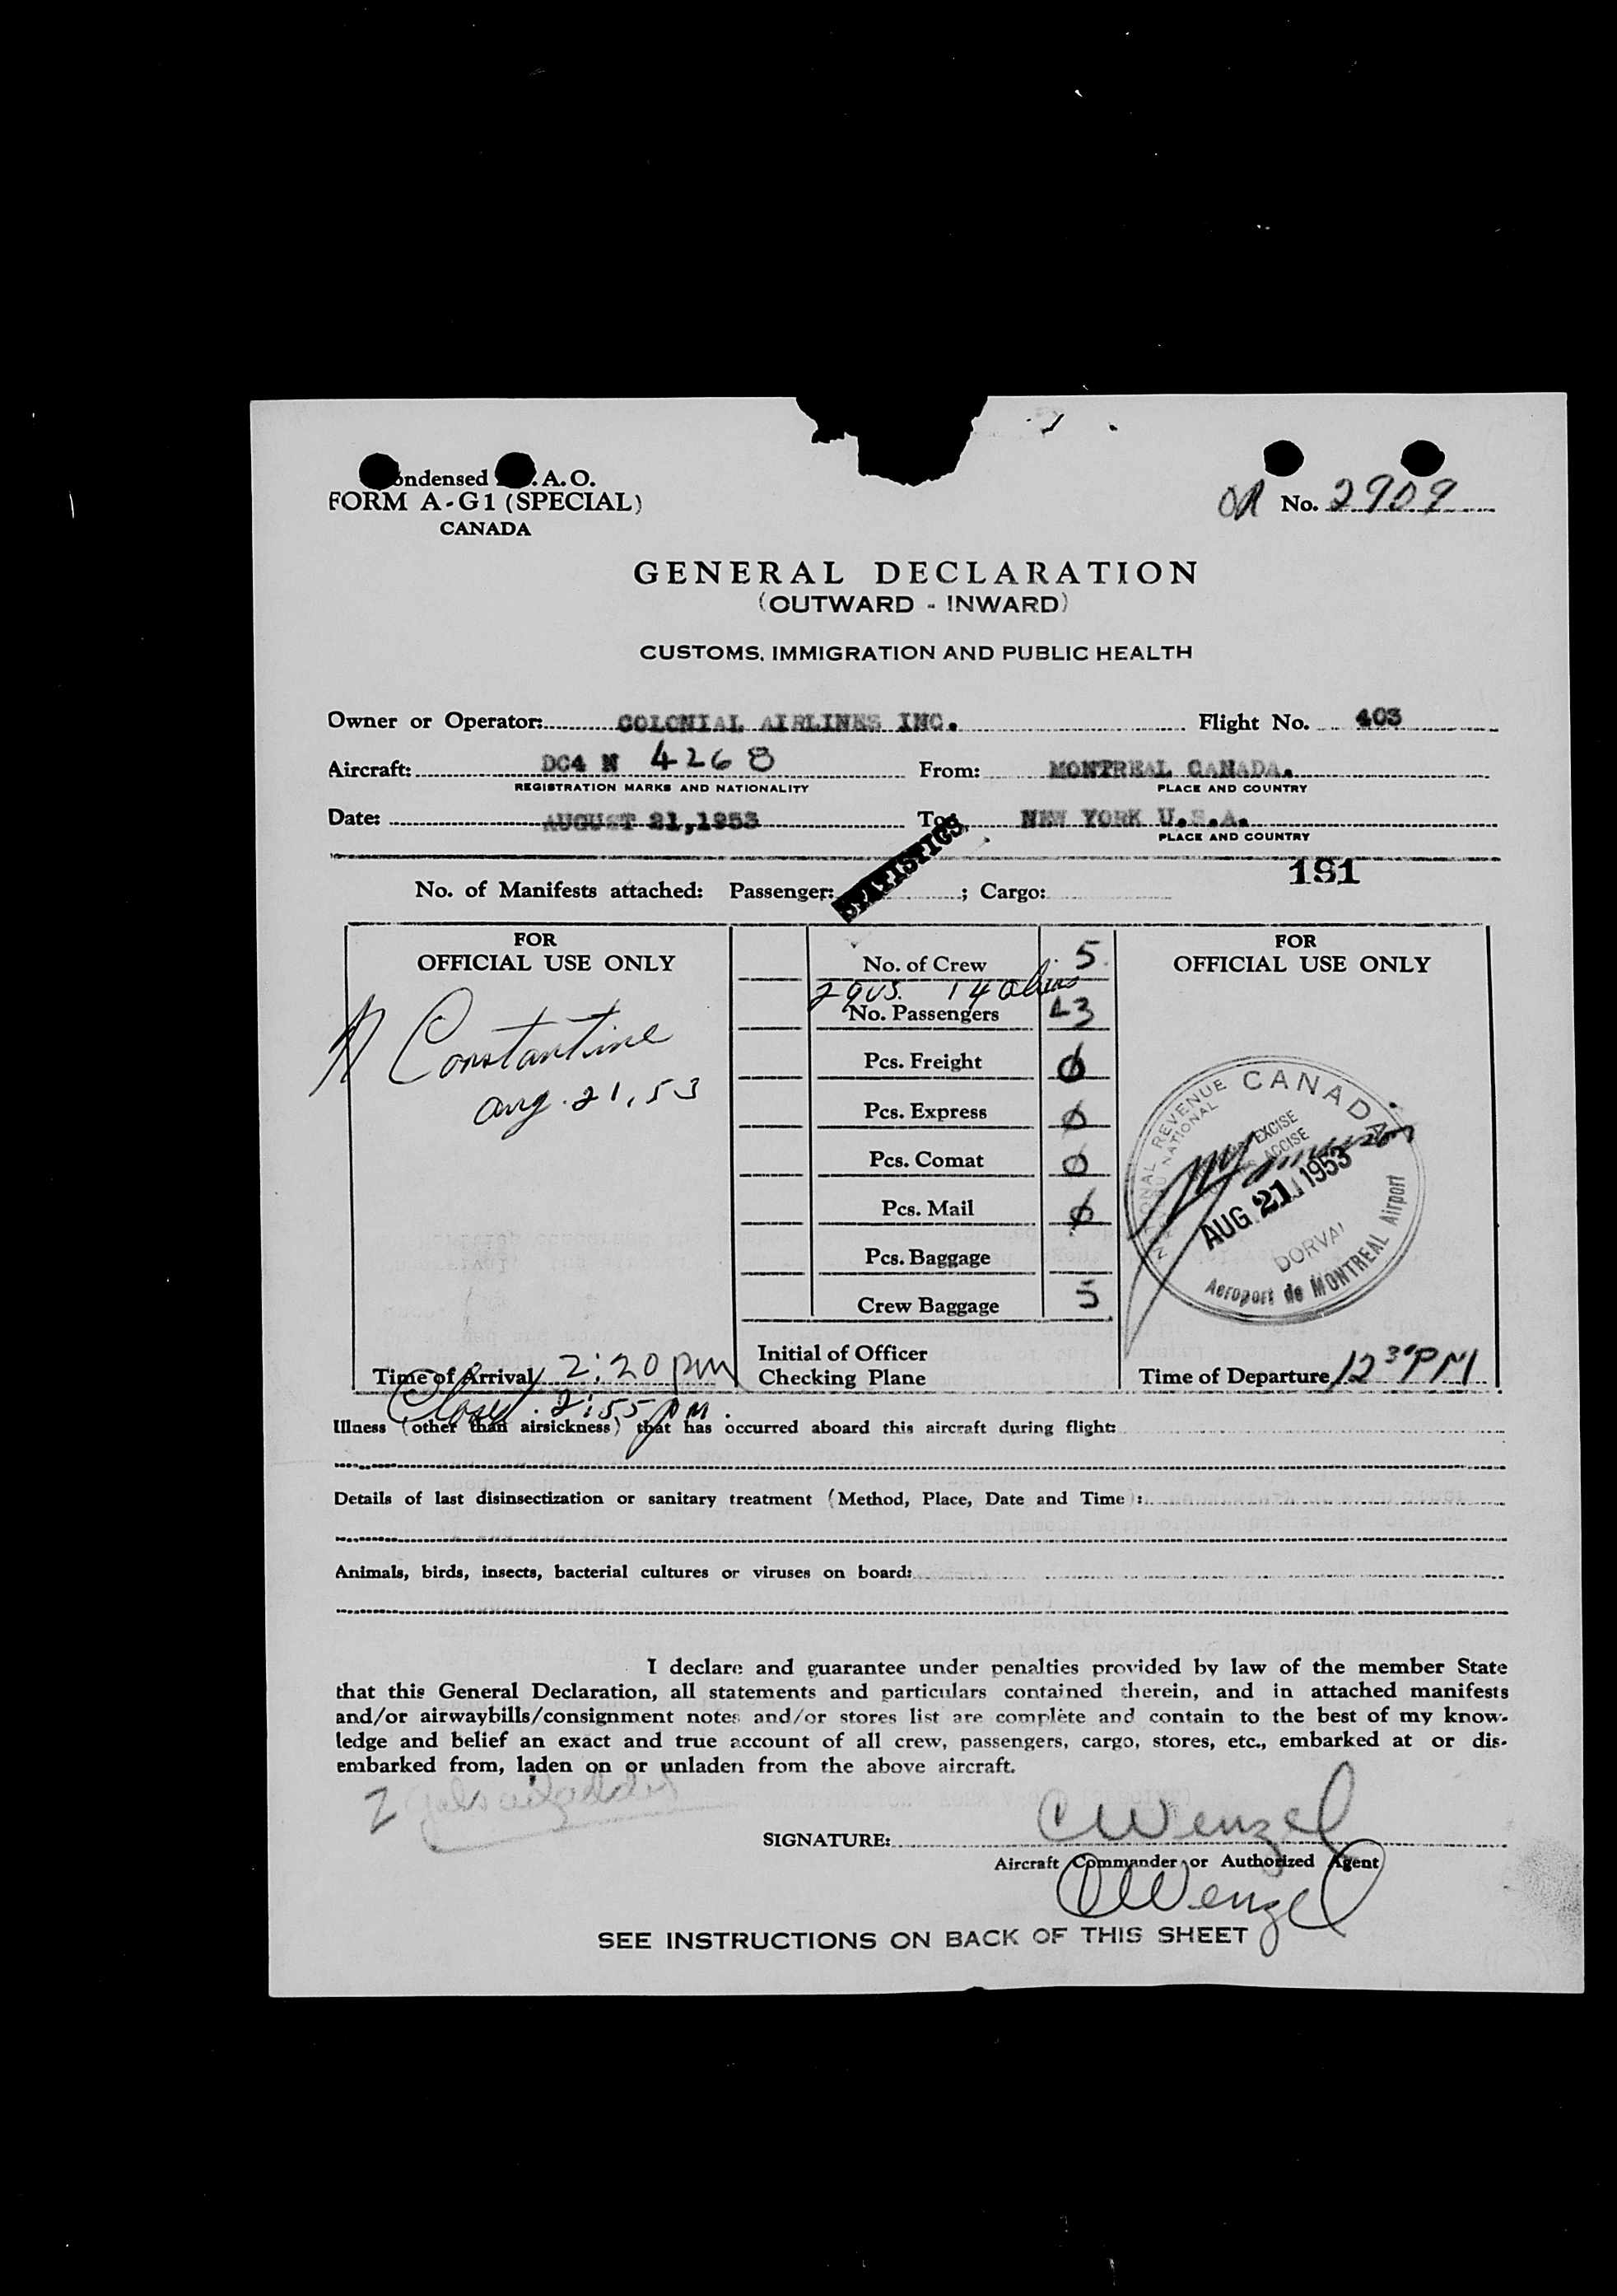 ondensed . A. O.
FORM A-G1 (SPECIAL)
CANADA
No. 2909
GENERAL DECLARATION
(OUTWARD - INWARD)
CUSTOMS, IMMIGRATION AND PUBLIC HEALTH
Owner or Operator: COLONIAL AIRLINES INC. Flight No. 403
Aircraft: DC4 N 4268 From: MONTREAL CANADA.
REGISTRATION MARKS AND NATIONALITY PLACE AND COUNTRY
Date: AUGUST 21,1953 To: NEW YORK U.S.A.
PLACE AND COUNTRY
STATISTICS
181
No. of Manifests attached: Passenger: ; Cargo:
FOR
OFFICIAL USE ONLY
Constantine
Aug. 21, 53
Time of Arrival 2:20 pm
Close 2:55 PM.
No. of Crew 5
29 US. 14 aliens
No. Passengers 43
Pcs. Freight 0
Pcs. Express 0
Pcs. Comat 0
Pcs. Mail 0
Pcs. Baggage
Crew Baggage 5
Initial of Officer
Checking Plane
FOR
OFFICIAL USE ONLY
NATIONAL REVENUE CANADA
REVENU NATIONAL
EXCISE
ACCISE
AUG 21 1953
DORVAL
Aeroport de MONTREAL Airport
Time of Departure 12 30 PM
Illness (other than airsickness) that has occurred aboard this aircraft during flight:
Details of last disinsectization or sanitary treatment (Method, Place, Date and Time):
Animals, birds, insects, bacterial cultures or viruses on board:
I declare and guarantee under penalties provided by law of the member State
that this General Declaration, all statements and particulars contained therein, and in attached manifests
and/or airwaybills/consignment notes and/or stores list are complete and contain to the best of my know-
ledge and belief an exact and true account of all crew, passengers, cargo, stores, etc., embarked at or dis-
embarked from, laden on or unladen from the above aircraft.
SIGNATURE: C Wenzel
Aircraft Commander or Authorized Agent
C Wenzel
SEE INSTRUCTIONS ON BACK OF THIS SHEET